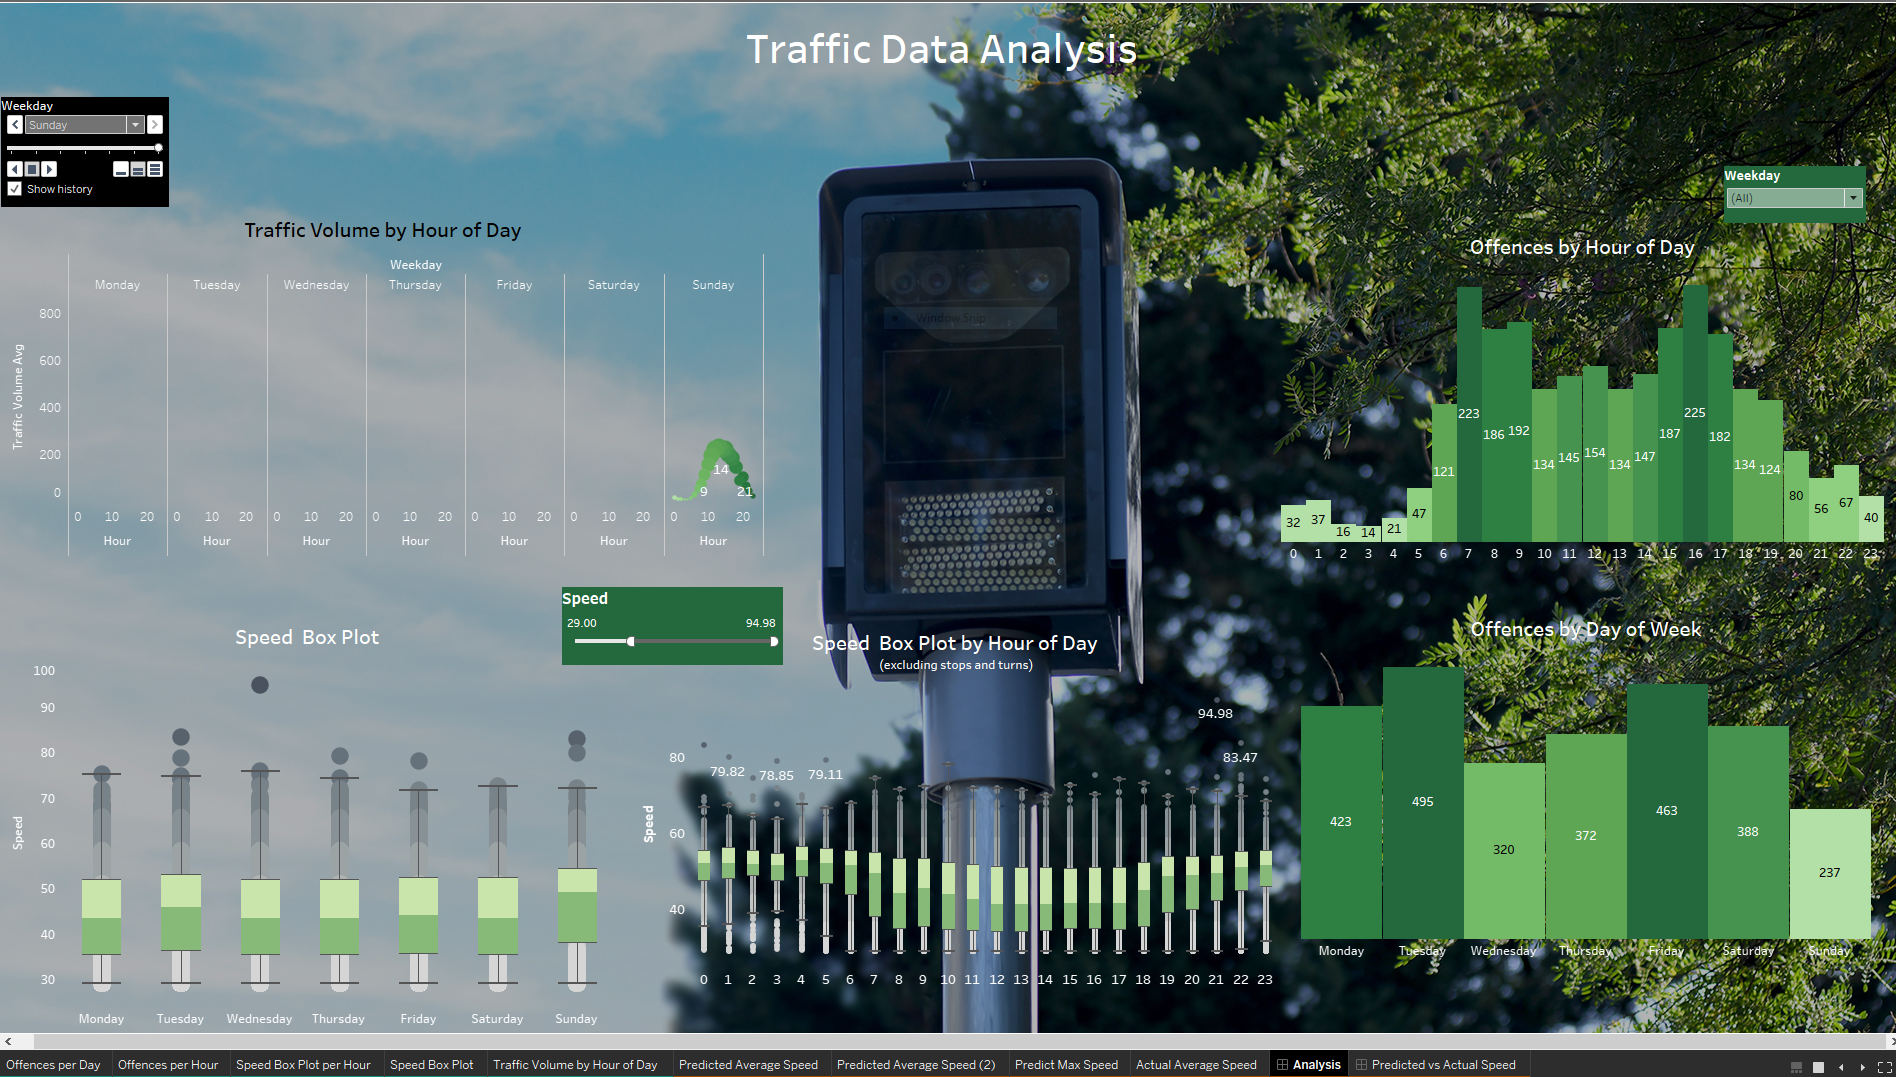 Traffic Data Analysis
Weekday
Sunday
Show history
Weekday
(All)
Traffic Volume by Hour of Day
Weekday
Monday Tuesday Wednesday Thursday Friday Saturday Sunday
Traffic Volume Avg
800
600
400
200
0
14
9
21
0 10 20 0 10 20 0 10 20 0 10 20 0 10 20 0 10 20 0 10 20
Hour Hour Hour Hour Hour Hour Hour
Window Snip
Offences by Hour of Day
32 37 16 14 21 47 121 223 186 192 134 145 154 134 147 187 225 182 134 124 80 56 67 40
0 1 2 3 4 5 6 7 8 9 10 11 12 13 14 15 16 17 18 19 20 21 22 23
Speed
29.00 94.98
Speed Box Plot
Speed
100
90
80
70
60
50
40
30
Monday Tuesday Wednesday Thursday Friday Saturday Sunday
Speed Box Plot by Hour of Day
(excluding stops and turns)
Speed
80
60
40
79.82 78.85 79.11 94.98 83.47
0 1 2 3 4 5 6 7 8 9 10 11 12 13 14 15 16 17 18 19 20 21 22 23
Offences by Day of Week
423 495 320 372 463 388 237
Monday Tuesday Wednesday Thursday Friday Saturday Sunday
Offences per Day Offences per Hour Speed Box Plot per Hour Speed Box Plot Traffic Volume by Hour of Day Predicted Average Speed Predicted Average Speed (2) Predict Max Speed Actual Average Speed Analysis Predicted vs Actual Speed